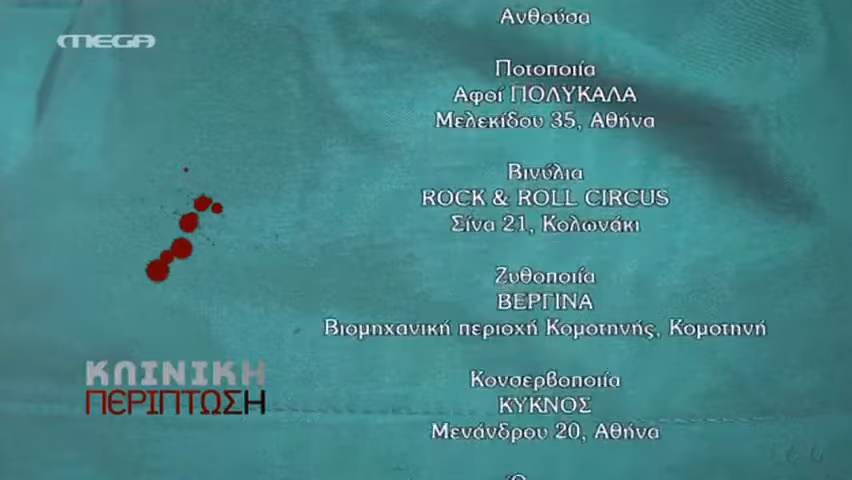 MEGA
Ανθούσα
Ποτοποιία
Αφοί ΠΟΛΥΚΑΛΑ
Μελεκίδου 35, Αθήνα
Βινύλια
ROCK & ROLL CIRCUS
Σίνα 21, Κολωνάκι
Ζυθοποιία
ΒΕΡΓΙΝΑ
Βιομηχανική περιοχή Κομοτηνής, Κομοτηνή
Κονσερβοποιία
ΚΥΚΝΟΣ
Μενάνδρου 20, Αθήνα
ΚΛΙΝΙΚΗ
ΠΕΡΙΠΤΩΣΗ